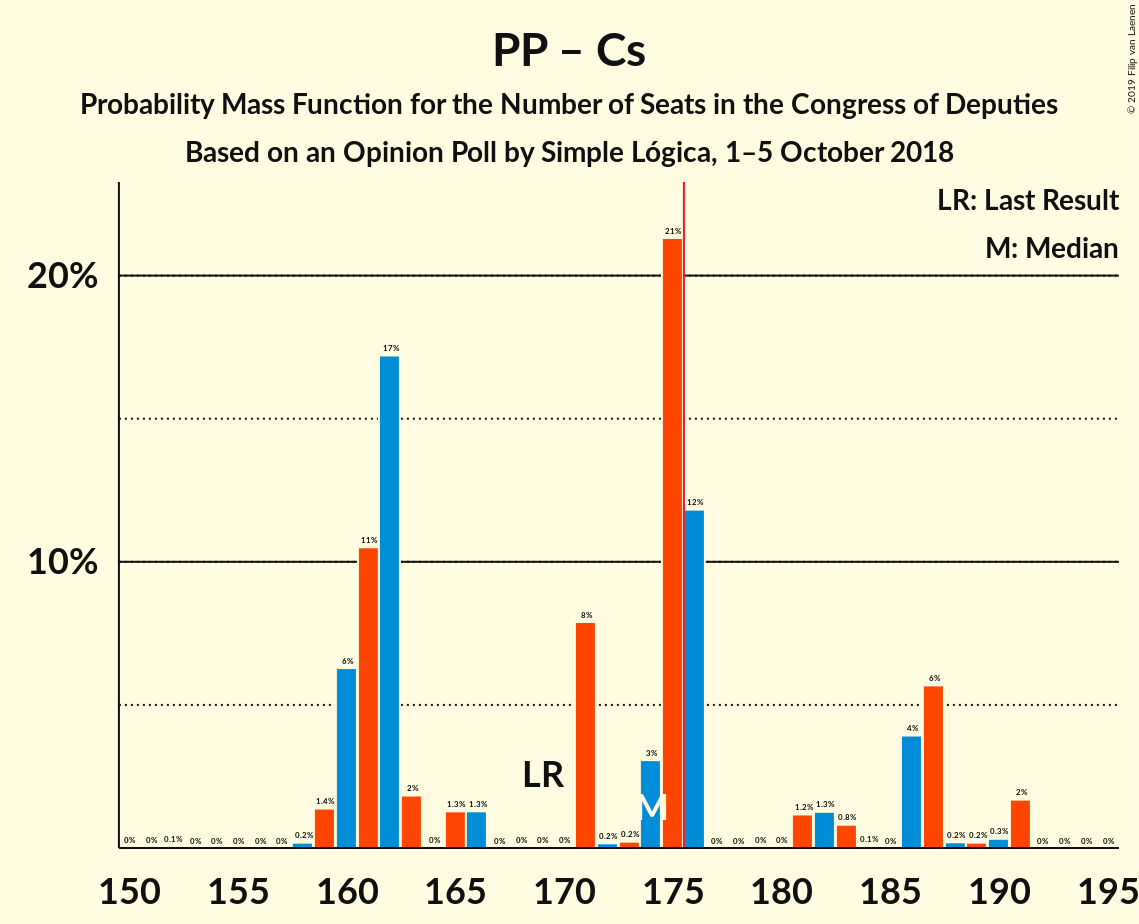 PP – Cs
Probability Mass Function for the Number of Seats in the Congress of Deputies
Based on an Opinion Poll by Simple Lógica, 1–5 October 2018
© 2019 Filip van Laenen
LR: Last Result
M: Median
20%
10%
0% 0% 0.1% 0% 0% 0% 0% 0% 0.2% 1.4% 6% 11% 17% 2% 0% 1.3% 1.3% 0% 0% 0% 0% 8% 0.2% 0.2% 3% 21% 12% 0% 0% 0% 0% 1.2% 1.3% 0.8% 0.1% 0% 4% 6% 0.2% 0.2% 0.3% 2% 0% 0% 0% 0%
LR
M
150 155 160 165 170 175 180 185 190 195